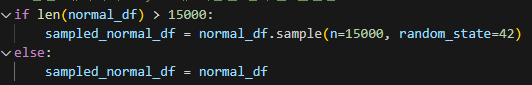 if len(normal_df) > 15000:
    sampled_normal_df = normal_df.sample(n=15000, random_state=42)
else:
    sampled_normal_df = normal_df